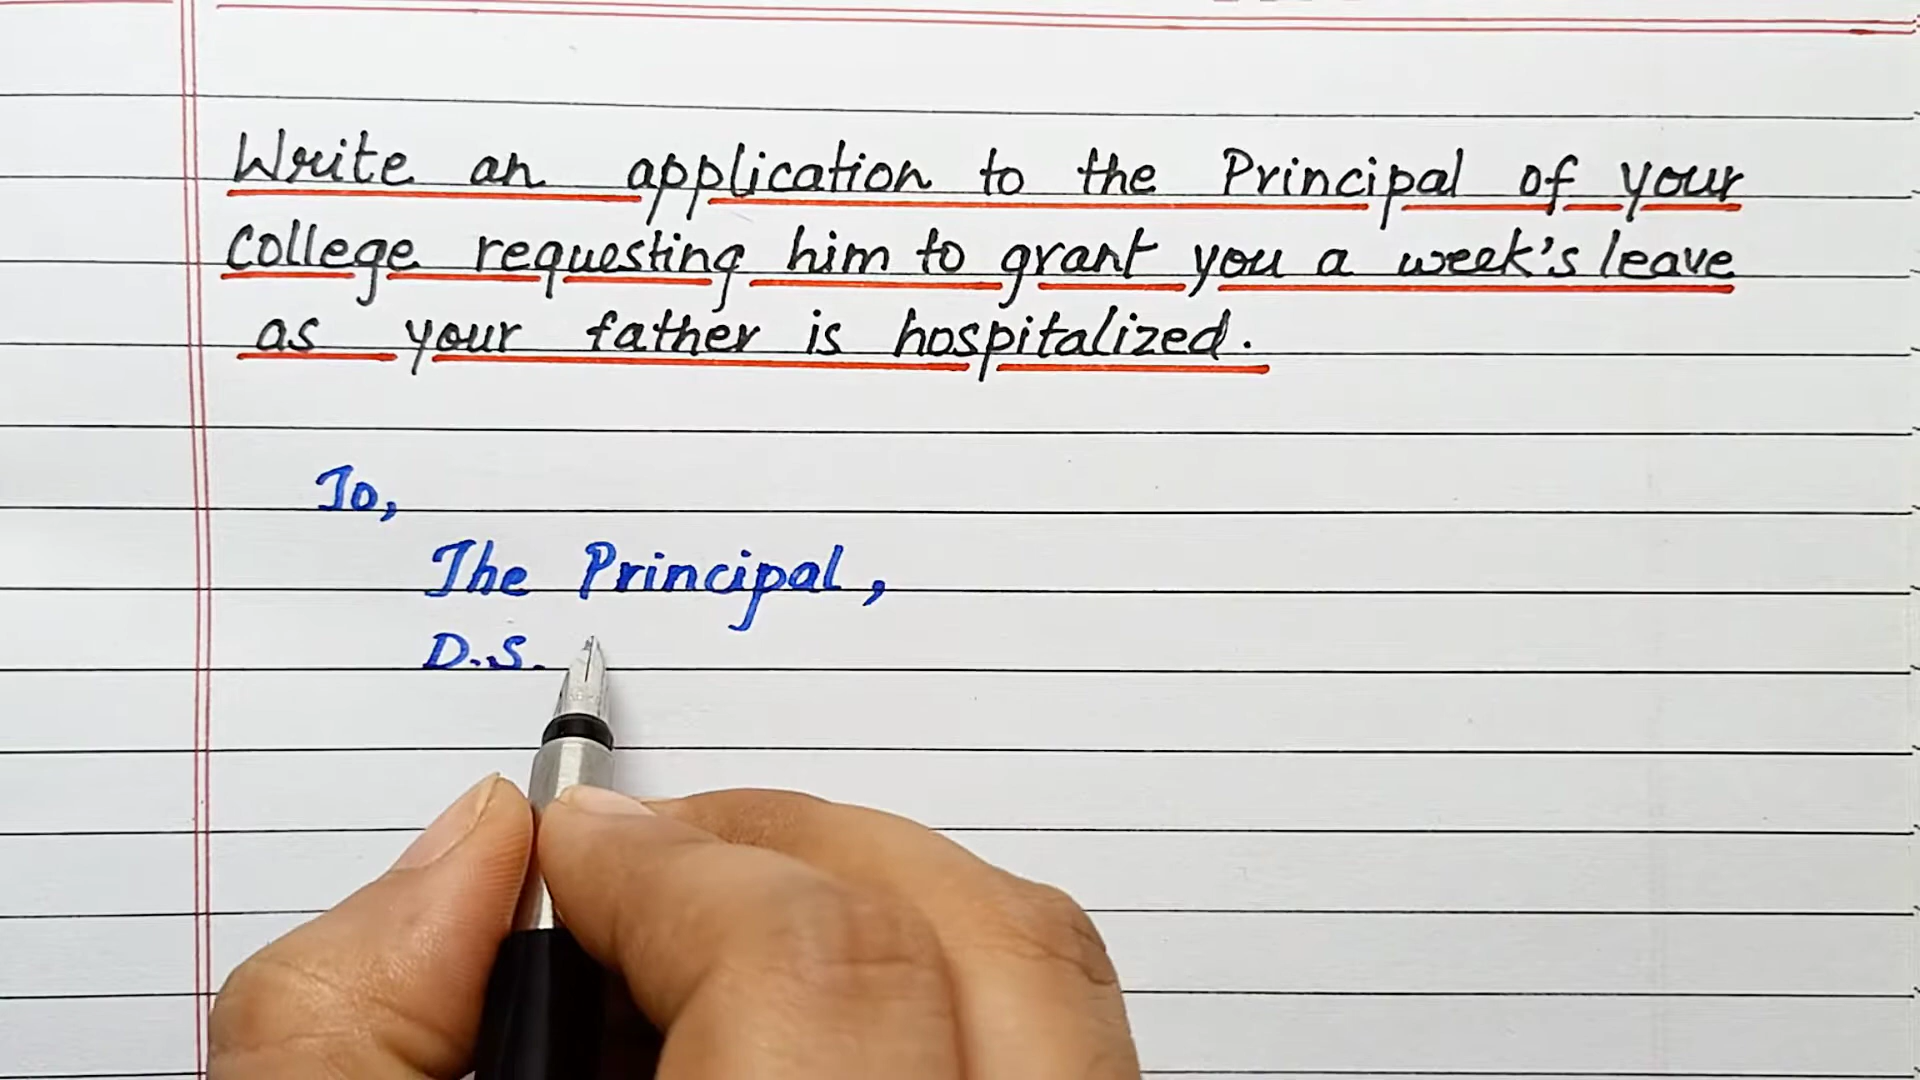 Write an application to the Principal of your
College requesting him to grant you a week's leave
as your father is hospitalized.
To,
The Principal,
D.S.